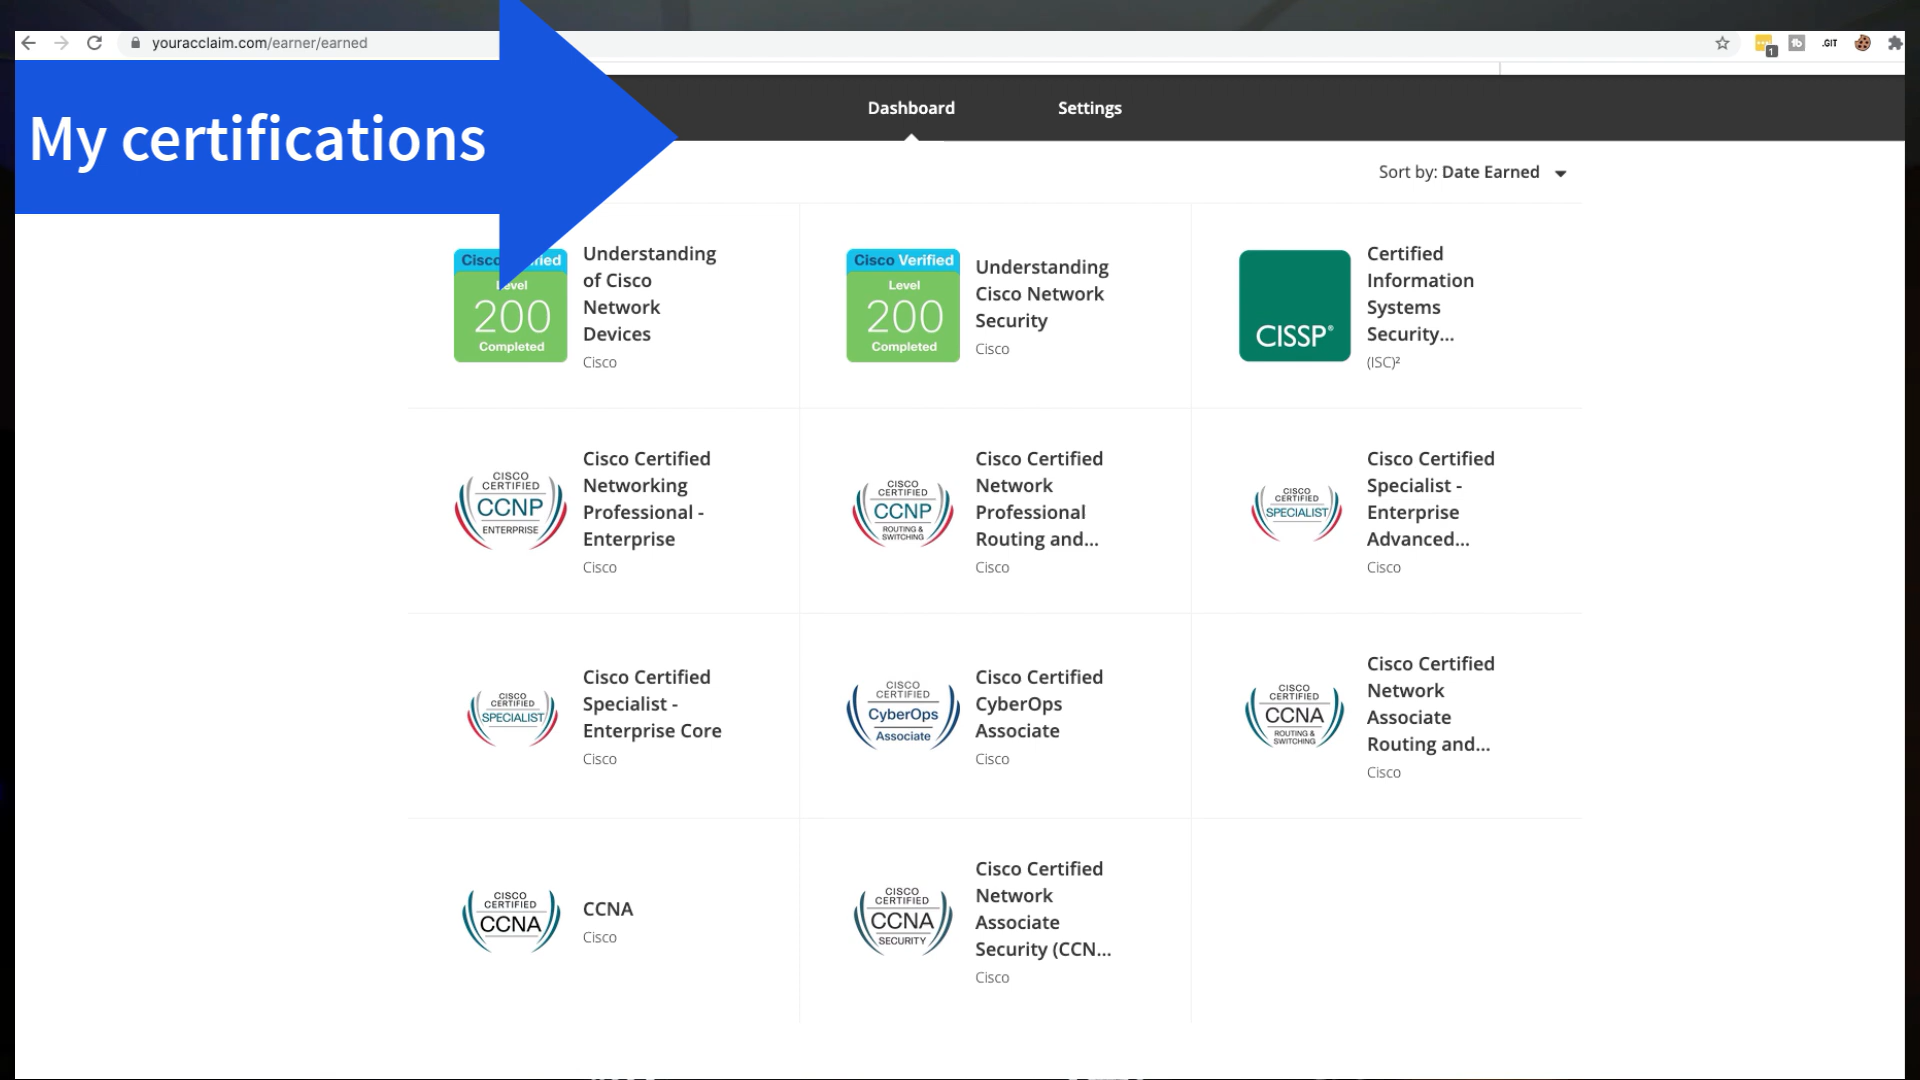 youracclaim.com/earner/earned
1
.GIT
My certifications
Dashboard
Settings
Sort by: Date Earned
Level
200
Completed
Understanding
of Cisco
Network
Devices
Cisco
Cisco Verified
Level
200
Completed
Understanding
Cisco Network
Security
Cisco
CISSP®
Certified
Information
Systems
Security...
(ISC)²
CISCO
CERTIFIED
CCNP
ENTERPRISE
Cisco Certified
Networking
Professional -
Enterprise
Cisco
CISCO
CERTIFIED
CCNP
ROUTING &
SWITCHING
Cisco Certified
Network
Professional
Routing and...
Cisco
CISCO
CERTIFIED
SPECIALIST
Cisco Certified
Specialist -
Enterprise
Advanced...
Cisco
CISCO
CERTIFIED
SPECIALIST
Cisco Certified
Specialist -
Enterprise Core
Cisco
CISCO
CERTIFIED
CyberOps
Associate
Cisco Certified
CyberOps
Associate
Cisco
CISCO
CERTIFIED
CCNA
ROUTING &
SWITCHING
Cisco Certified
Network
Associate
Routing and...
Cisco
CISCO
CERTIFIED
CCNA
CCNA
Cisco
CISCO
CERTIFIED
CCNA
SECURITY
Cisco Certified
Network
Associate
Security (CCN...
Cisco